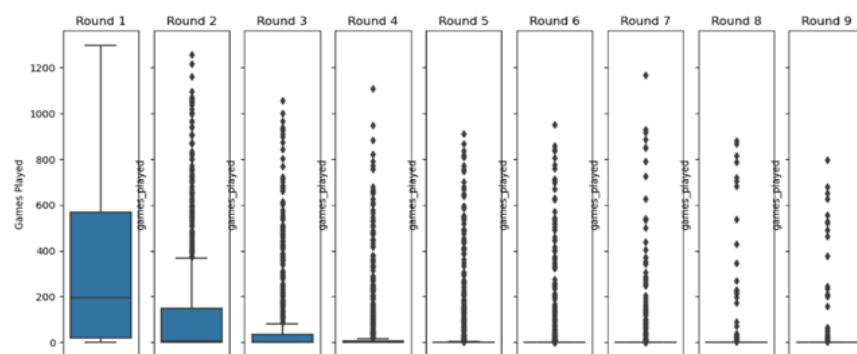 Round 1 Round 2 Round 3 Round 4 Round 5 Round 6 Round 7 Round 8 Round 9
1200
1000
800
600
400
200
0
Games Played
games_played
games_played
games_played
games_played
games_played
games_played
games_played
games_played